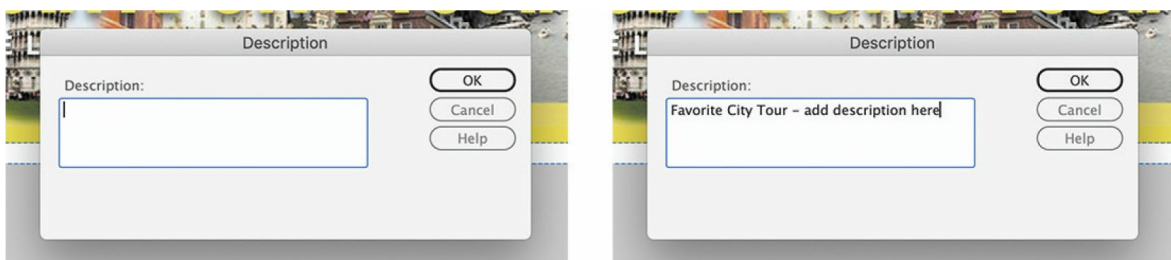 Description
Description:
OK
Cancel
Help
Description
Description:
Favorite City Tour – add description here
OK
Cancel
Help